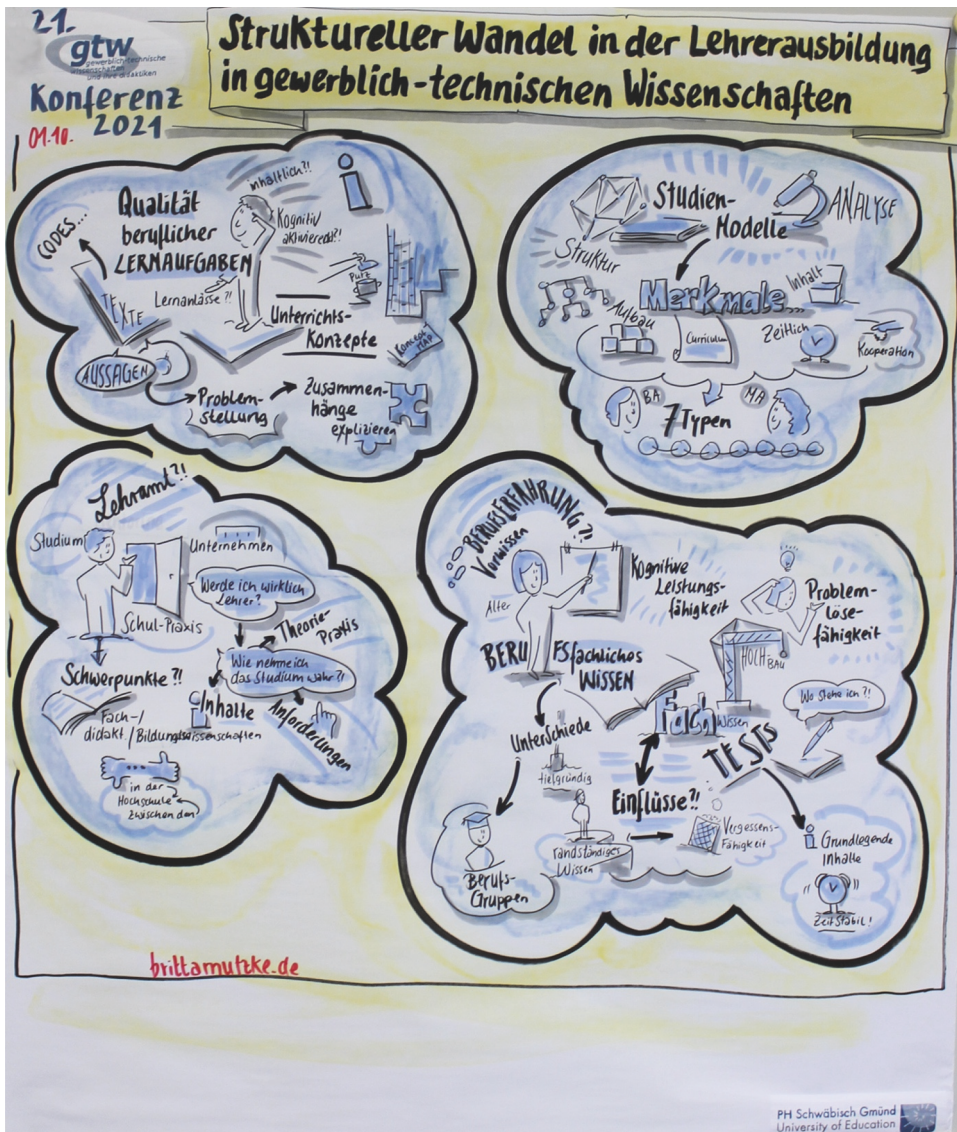 21.
gtw
gewerblich-technische
wissenschaften
und ihre didaktiken
Konferenz
2021
01.10.
Struktureller Wandel in der Lehrerausbildung
in gewerblich-technischen Wissenschaften
CODES...
TEXTE
AUSSAGEN
Qualität
beruflicher
LERNAUFGABEN
Lernanlässe?!
inhaltlich?!
Kognitiv
aktivierend?!
Putz
Unterrichts-
Konzepte
Concept
MAP
Problem-
stellung
Zusammen-
hänge
explizieren
Studien-
Modelle
ANALYSE
Struktur
Merkmale...
Inhalt
Aufbau
Curriculum
Zeitlich
Kooperation
BA
MA
7 Typen
Lehramt?!
Studium
Unternehmen
Werde ich wirklich
Lehrer?
Schul-Praxis
Theorie-
Praxis
Wie nehme ich
das Studium wahr?!
Schwerpunkte?!
Fach-/
didakt/Bildungswissenschaften
Inhalte
Anforderungen
in der
Hochschule
zwischen den
BERUFSERFAHRUNG?!
Vorwissen
Alter
Kognitive
Leistungs-
fähigkeit
Problem-
löse-
fähigkeit
BERUFSfachliches
WISSEN
HOCHBAU
Fach
Wissen
Wo stehe ich?!
TESTS
Unterschiede
tiefgründig
Einflüsse?!
randständiges
Wissen
Vergessens-
Fähigkeit
Berufs-
Gruppen
Grundlegende
Inhalte
Zeitstabil!
brittamutzke.de
PH Schwäbisch Gmünd
University of Education